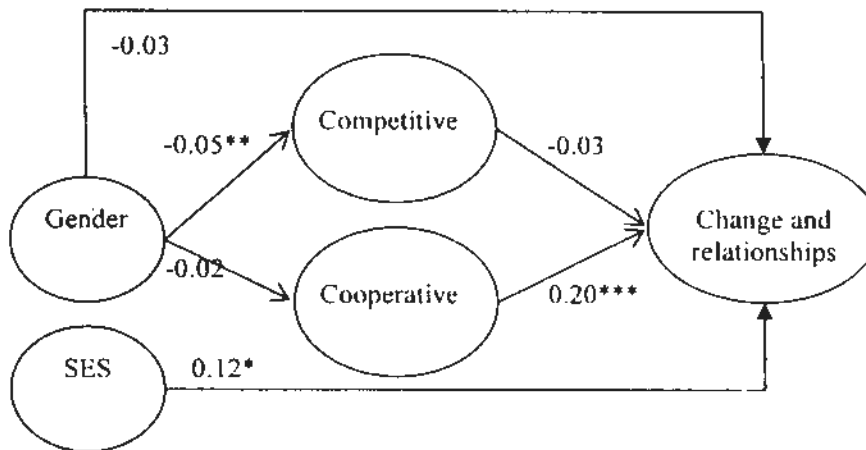 -0.03
Competitive
-0.05**
-0.03
Gender
Change and
relationships
-0.02
Cooperative
0.20***
SES
0.12*